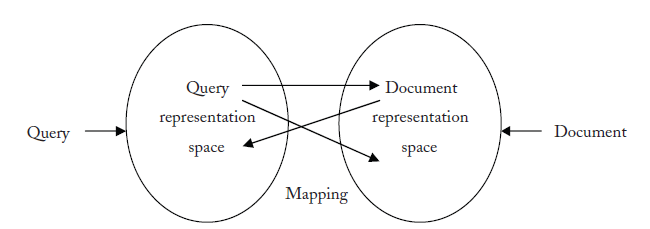 Query
Query
representation
space
Mapping
Document
representation
space
Document